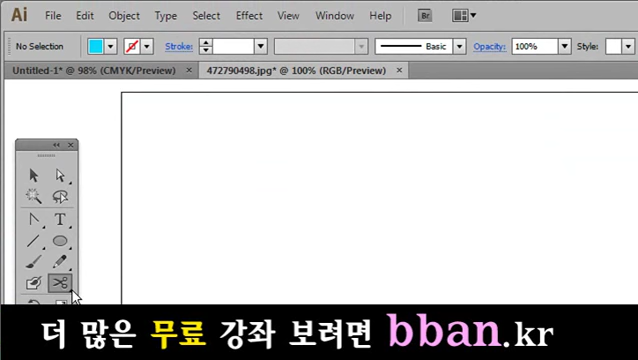 Ai File Edit Object Type Select Effect View Window Help Br
No Selection Stroke: Basic Opacity: 100% Style:
Untitled-1* @ 98% (CMYK/Preview) × 472790498.jpg* @ 100% (RGB/Preview) ×
T
더 많은 무료 강좌 보려면 bban.kr